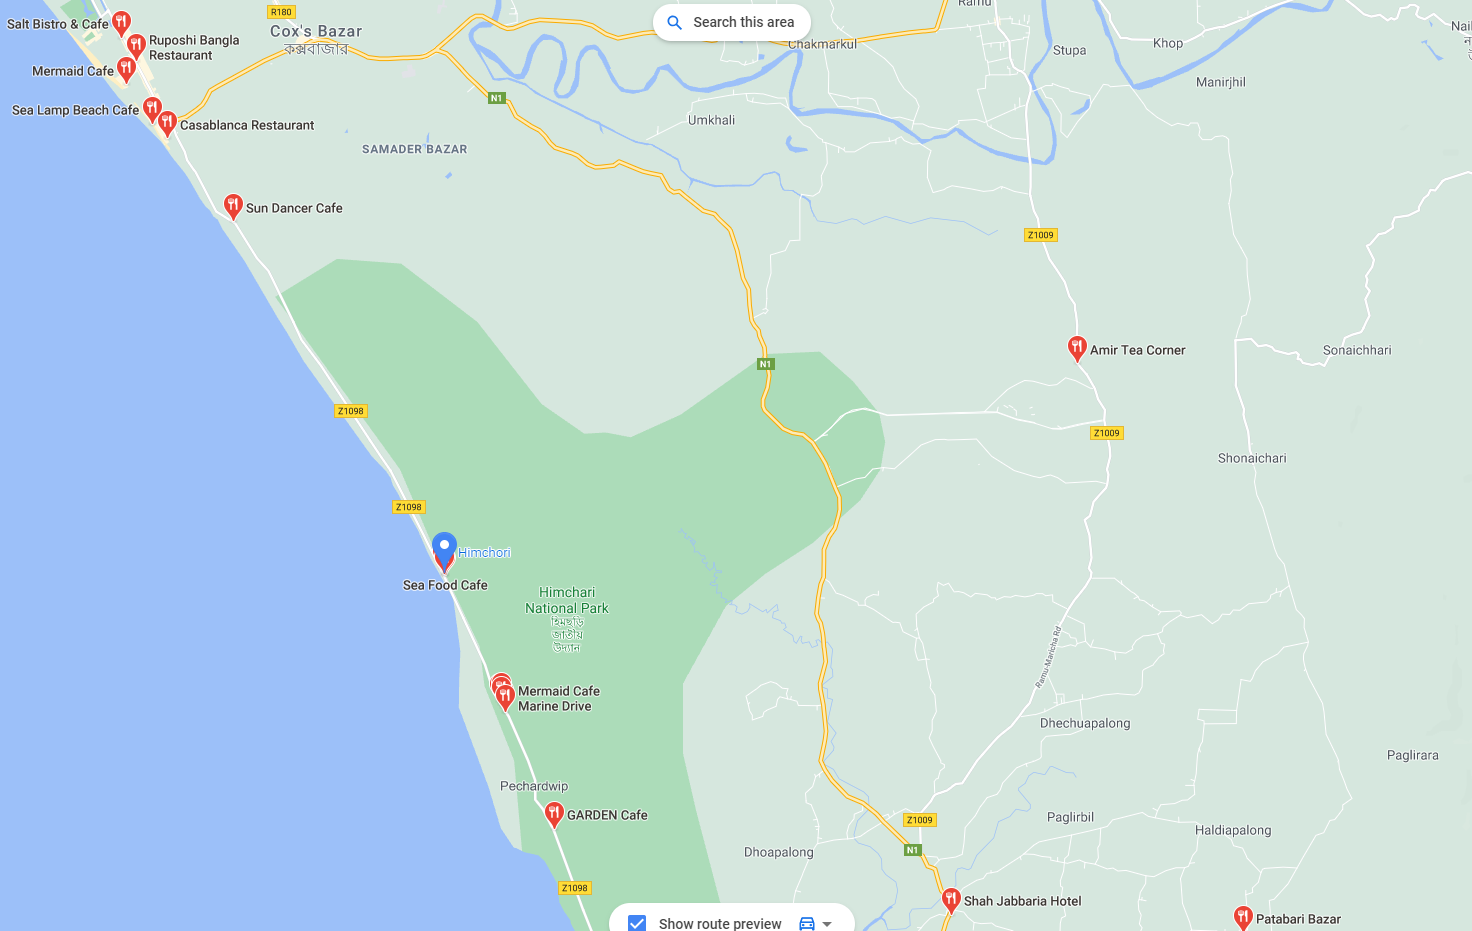 R180
Ramu
Salt Bistro & Cafe
Search this area
Cox's Bazar
কক্সবাজার
Ruposhi Bangla
Restaurant
Chakmarkul
Khop
Stupa
Mermaid Cafe
Manirjhil
N1
Sea Lamp Beach Cafe
Casablanca Restaurant
Umkhali
SAMADER BAZAR
Sun Dancer Cafe
Z1009
Amir Tea Corner
Sonaichhari
N1
Z1098
Z1009
Shonaichari
Z1098
Himchori
Sea Food Cafe
Himchari
National Park
হিমছড়ি
জাতীয়
উদ্যান
Ramu-Maricha Rd
Mermaid Cafe
Marine Drive
Dhechuapalong
Paglirara
Pechardwip
GARDEN Cafe
Z1009
Paglirbil
Haldiapalong
Dhoapalong
N1
Z1098
Shah Jabbaria Hotel
Patabari Bazar
Show route preview